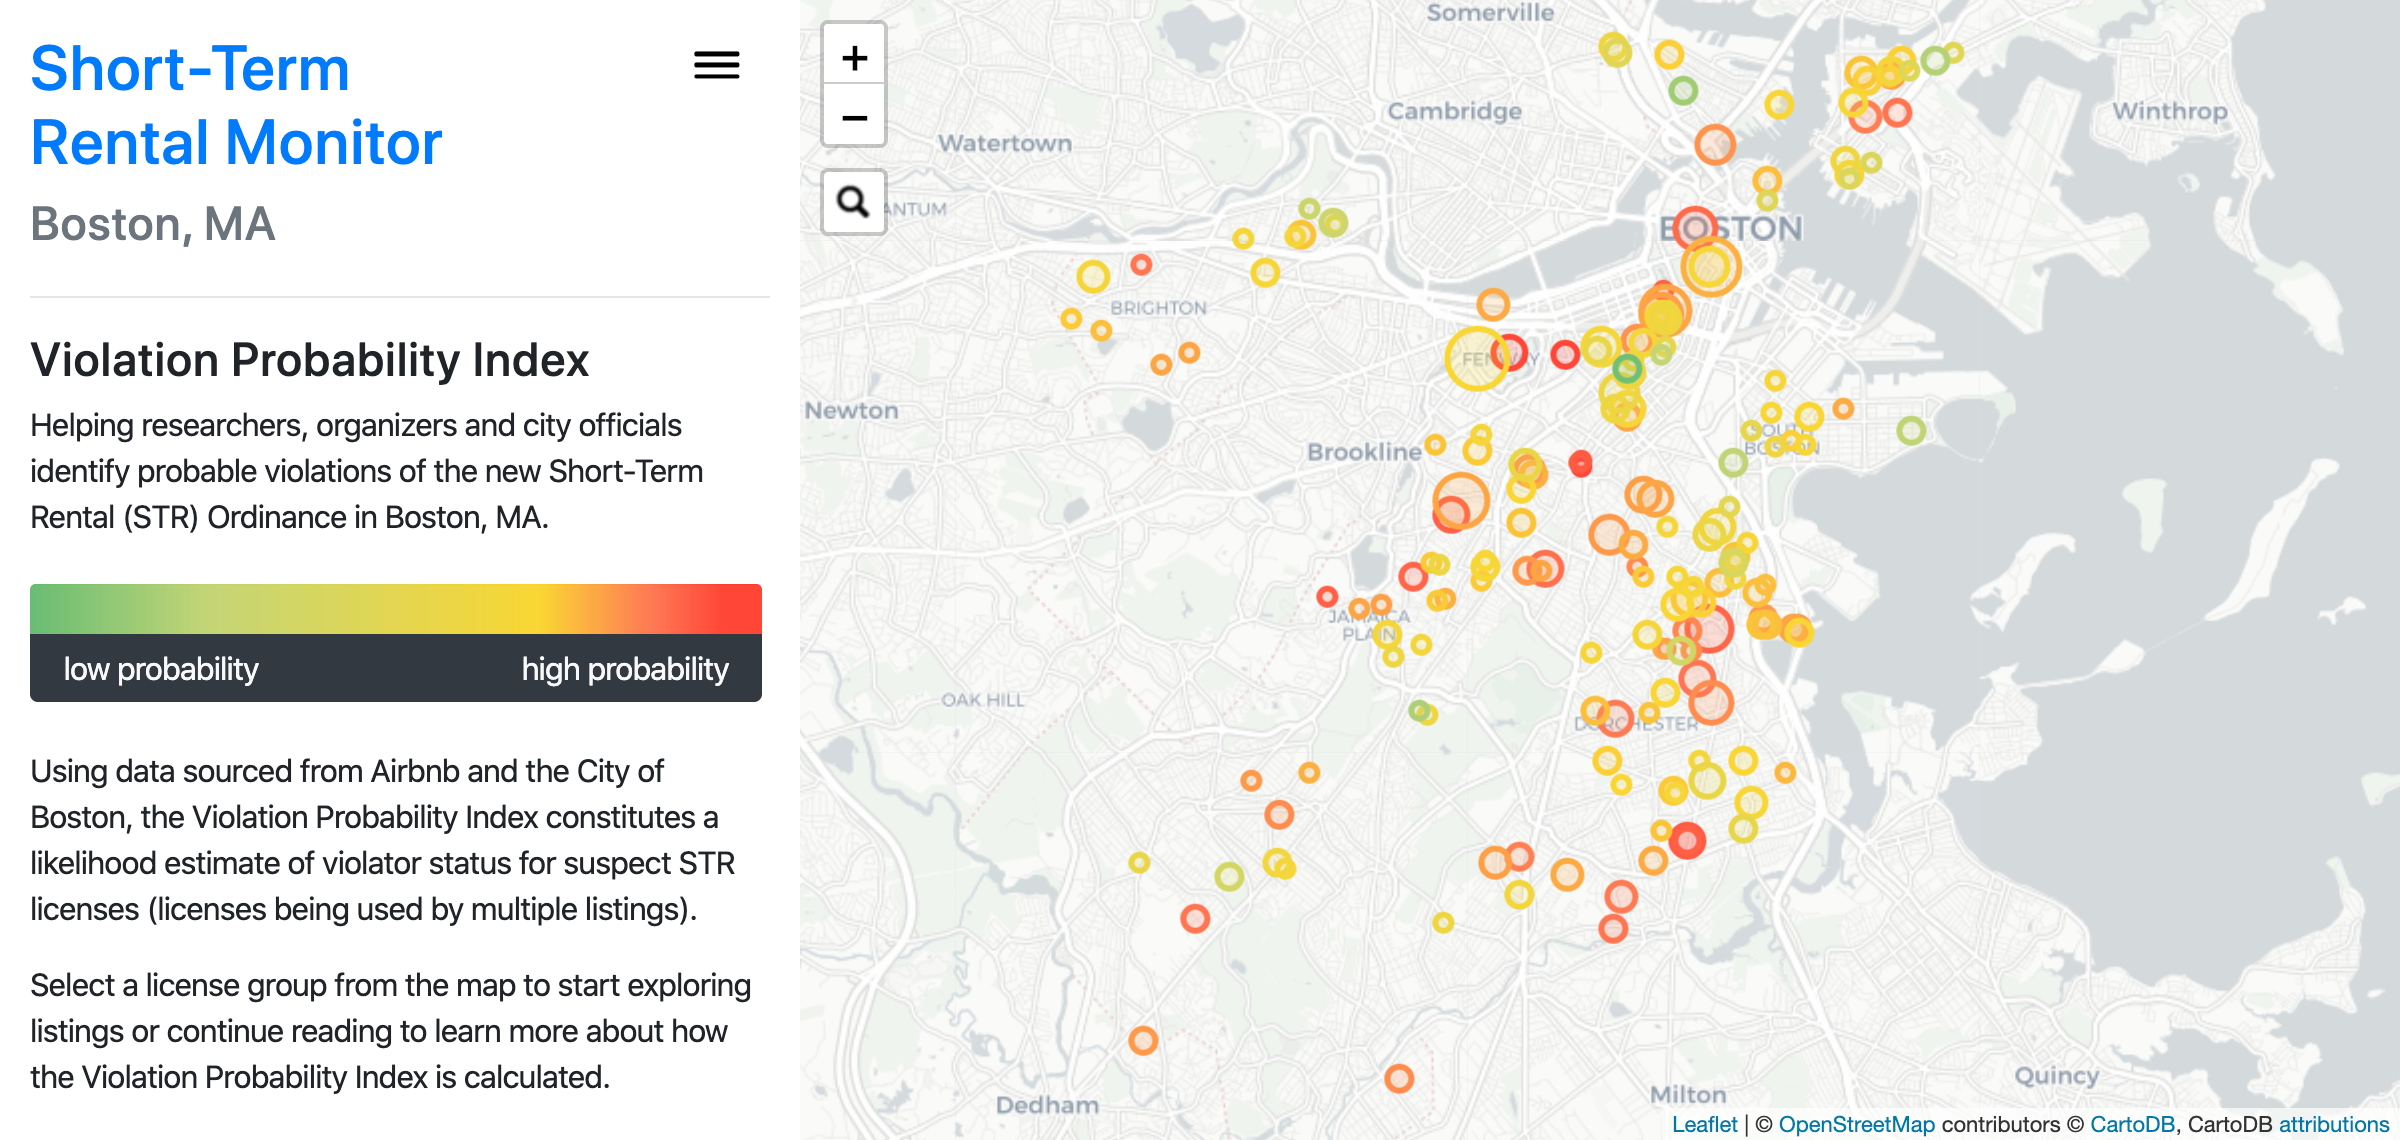 Short-Term
Rental Monitor
Boston, MA
Violation Probability Index
Helping researchers, organizers and city officials
identify probable violations of the new Short-Term
Rental (STR) Ordinance in Boston, MA.
low probability
high probability
Using data sourced from Airbnb and the City of
Boston, the Violation Probability Index constitutes a
likelihood estimate of violator status for suspect STR
licenses (licenses being used by multiple listings).
Select a license group from the map to start exploring
listings or continue reading to learn more about how
the Violation Probability Index is calculated.
+
−
Somerville
Cambridge
Winthrop
Watertown
ANTUM
BOSTON
BRIGHTON
FENWAY
Newton
Brookline
SOUTH
BOSTON
JAMAICA
PLAIN
OAK HILL
DORCHESTER
Quincy
Milton
Dedham
Leaflet | © OpenStreetMap contributors © CartoDB, CartoDB attributions